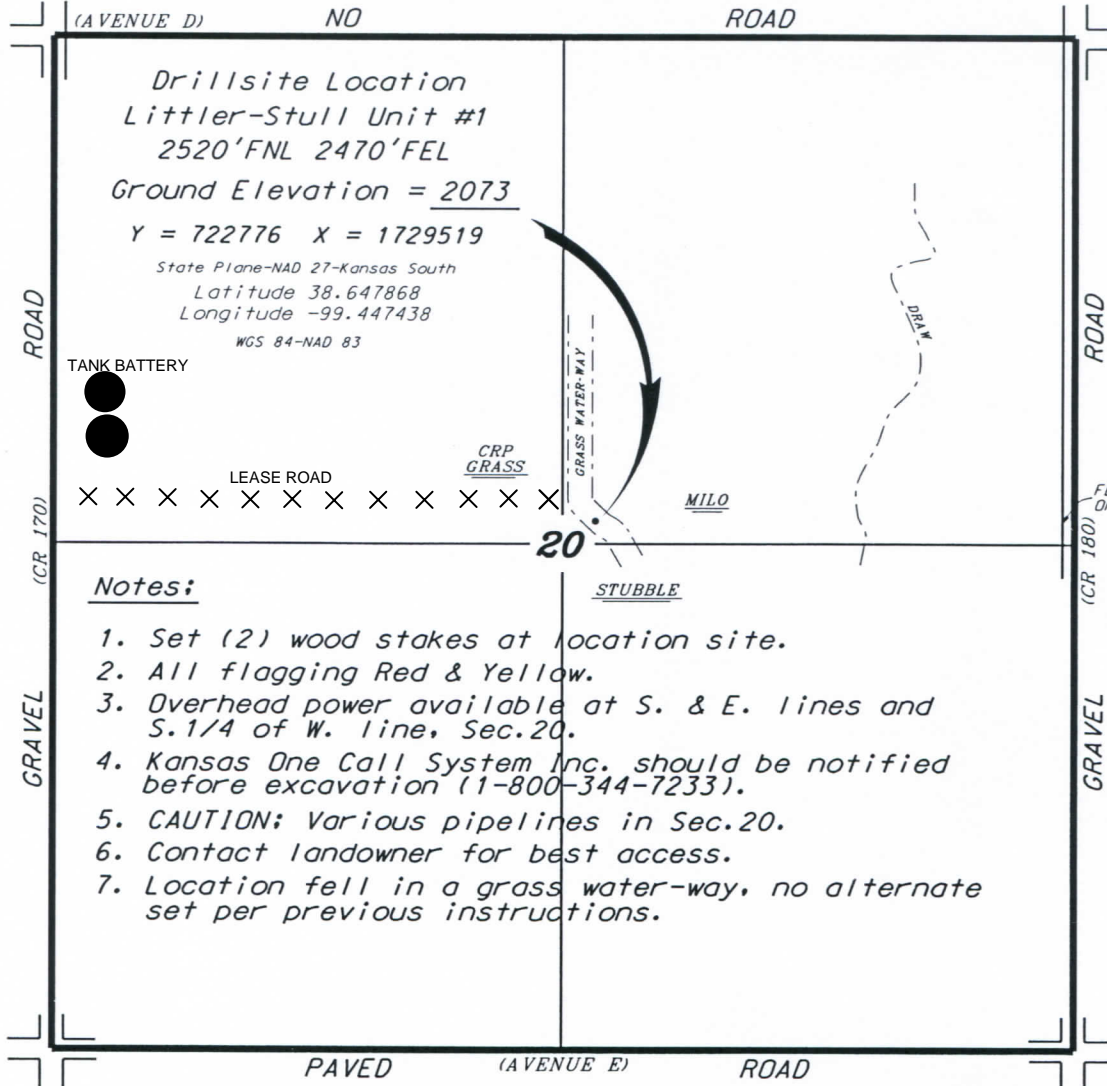 (AVENUE D) NO ROAD
Drillsite Location
Littler-Stull Unit #1
2520'FNL 2470'FEL
Ground Elevation = 2073
Y = 722776 X = 1729519
State Plane-NAD 27-Kansas South
Latitude 38.647868
Longitude -99.447438
WGS 84-NAD 83
ROAD
ROAD
DRAW
TANK BATTERY
GRASS WATER-WAY
CRP
GRASS
LEASE ROAD
MILO
(CR 170)
(CR 180)
20
STUBBLE
Notes:
1. Set (2) wood stakes at location site.
2. All flagging Red & Yellow.
3. Overhead power available at S. & E. lines and
S.1/4 of W. line, Sec.20.
4. Kansas One Call System Inc. should be notified
before excavation (1-800-344-7233).
5. CAUTION: Various pipelines in Sec.20.
6. Contact landowner for best access.
7. Location fell in a grass water-way, no alternate
set per previous instructions.
GRAVEL
GRAVEL
PAVED (AVENUE E) ROAD